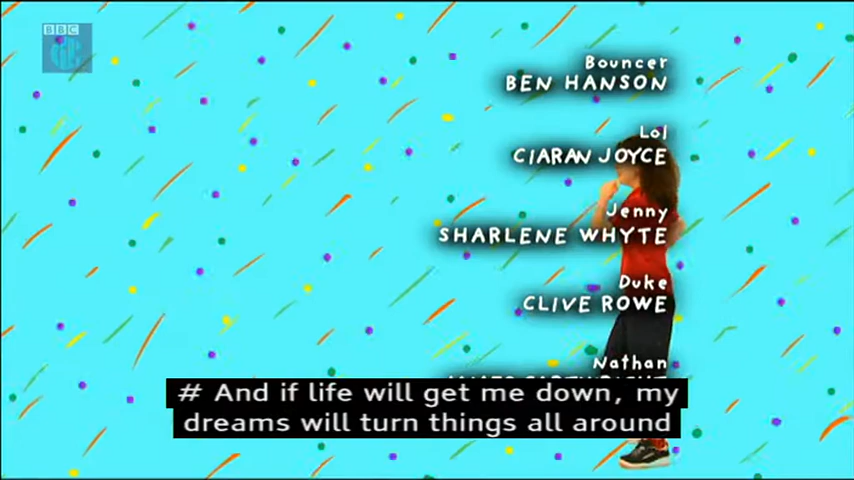 BBC
Bouncer
BEN HANSON
Lol
CIARAN JOYCE
Jenny
SHARLENE WHYTE
Duke
CLIVE ROWE
Nathan
# And if life will get me down, my
dreams will turn things all around